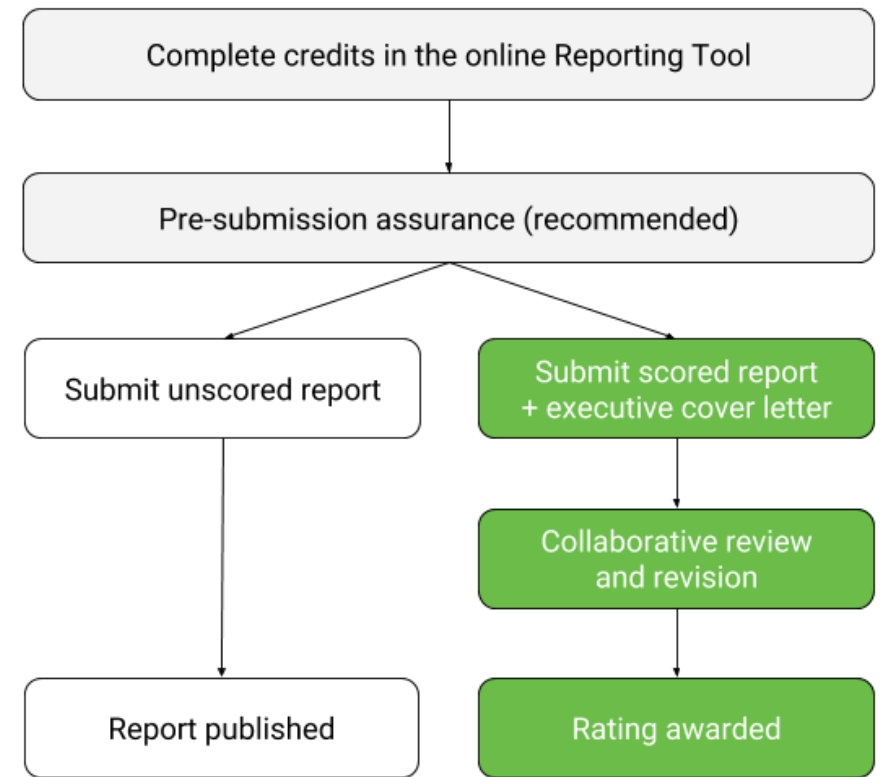 Complete credits in the online Reporting Tool
Pre-submission assurance (recommended)
Submit unscored report
Submit scored report
+ executive cover letter
Collaborative review
and revision
Report published
Rating awarded